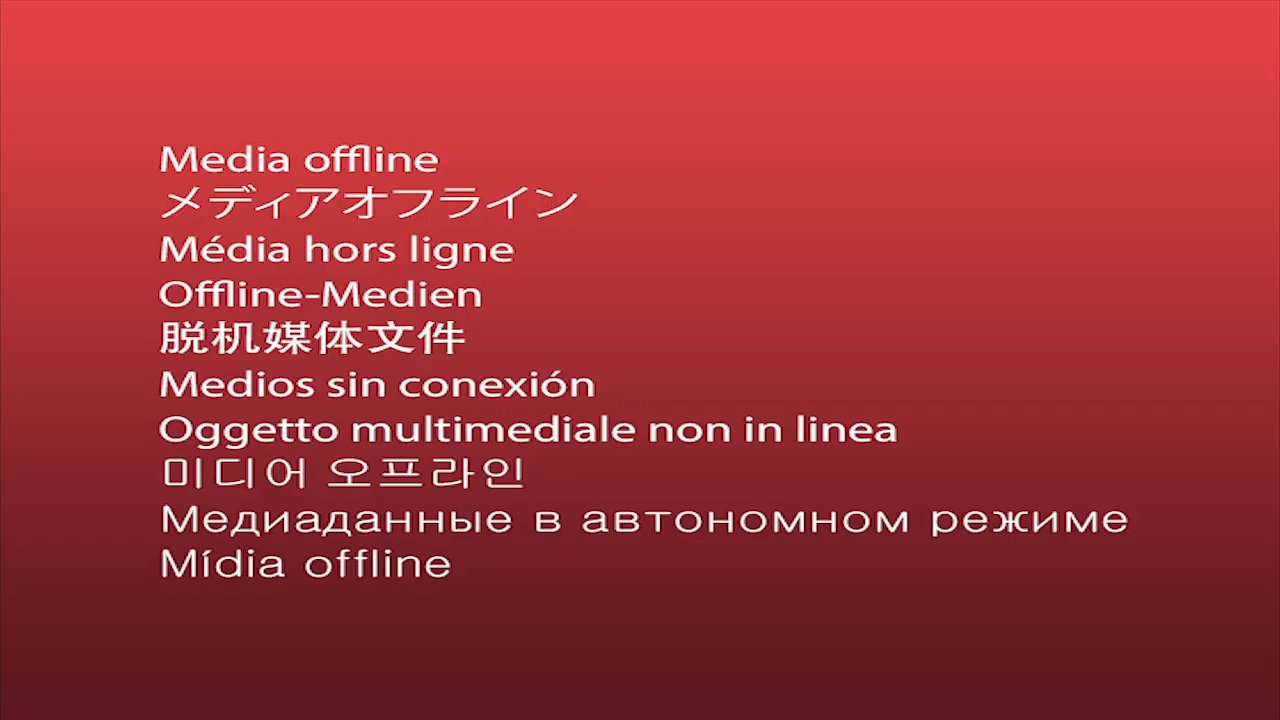 Media offline
メディアオフライン
Média hors ligne
Offline-Medien
脱机媒体文件
Medios sin conexión
Oggetto multimediale non in linea
미디어 오프라인
Медиаданные в автономном режиме
Mídia offline